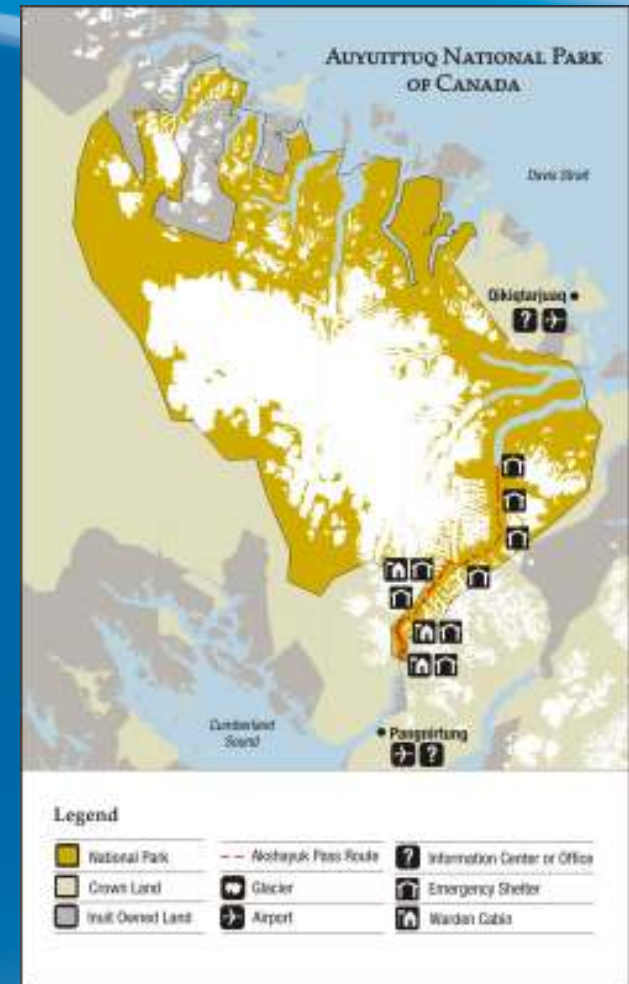 AUYUITTUQ NATIONAL PARK
OF CANADA
Davis Strait
Qikiqtarjuaq
?
Cumberland
Sound
Pangnirtung
?
Legend
National Park
Crown Land
Inuit Owned Land
Akshayuk Pass Route
Glacier
Airport
? Information Center or Office
Emergency Shelter
Warden Cabin